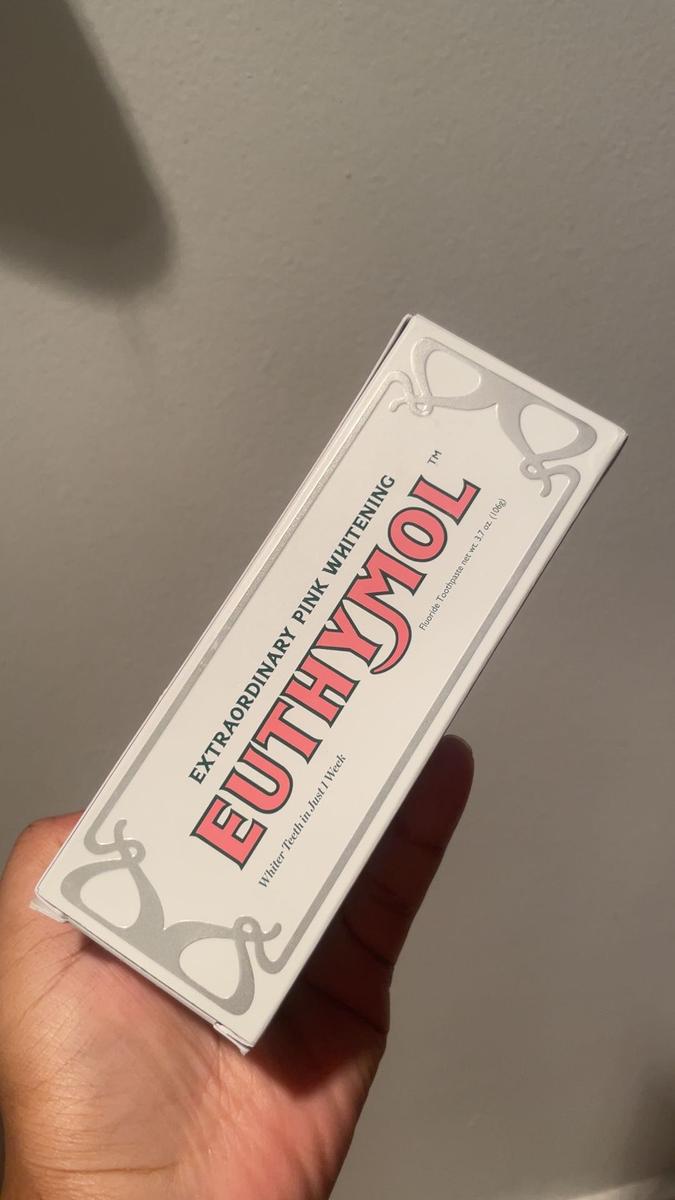 EXTRAORDINARY PINK WHITENING
EUTHYMOL™
Whiter Teeth in Just 1 Week
Fluoride Toothpaste net wt. 3.7 oz. (106g)